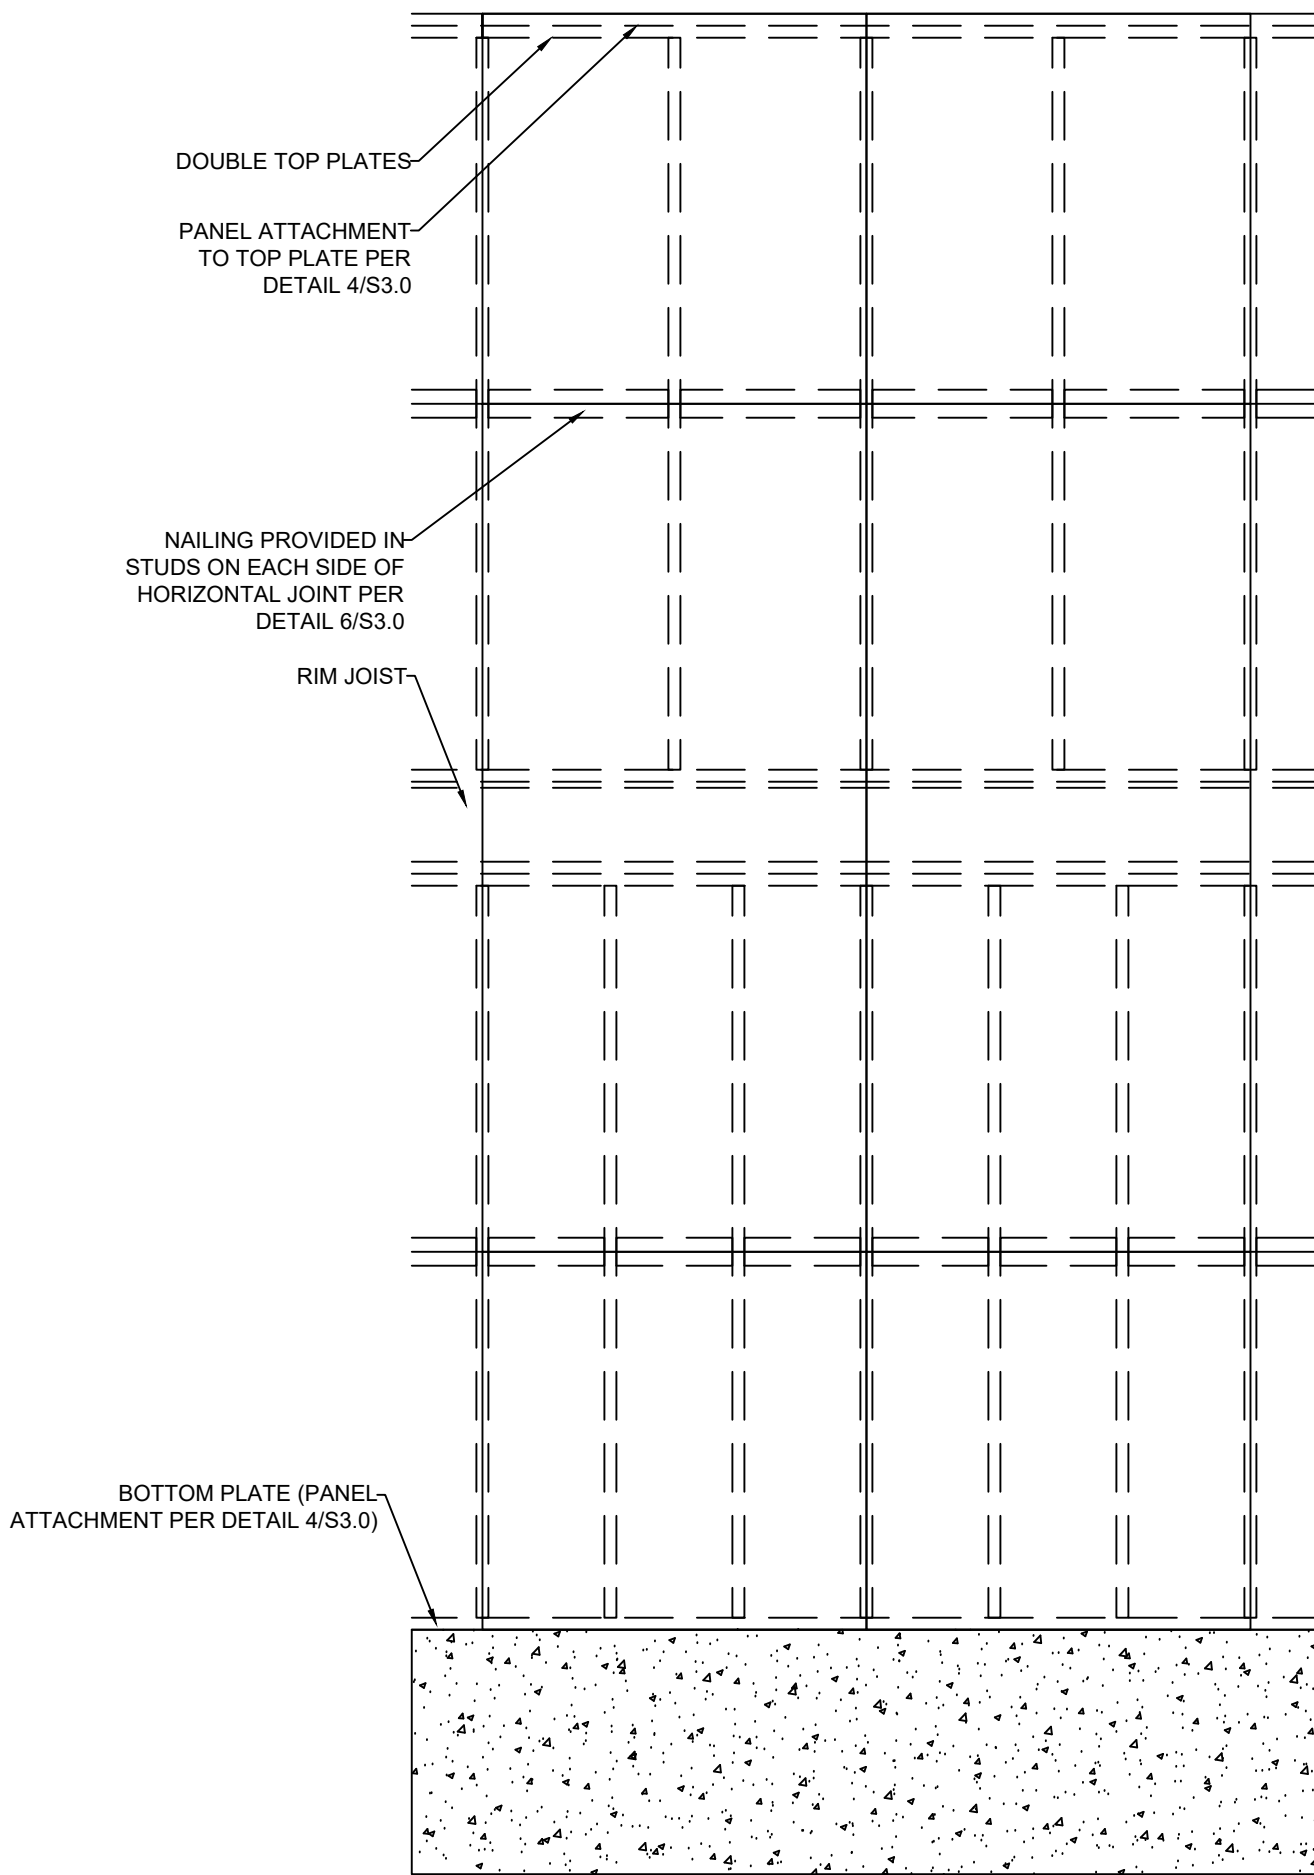 DOUBLE TOP PLATES
PANEL ATTACHMENT
TO TOP PLATE PER
DETAIL 4/S3.0
NAILING PROVIDED IN
STUDS ON EACH SIDE OF
HORIZONTAL JOINT PER
DETAIL 6/S3.0
RIM JOIST
BOTTOM PLATE (PANEL
ATTACHMENT PER DETAIL 4/S3.0)